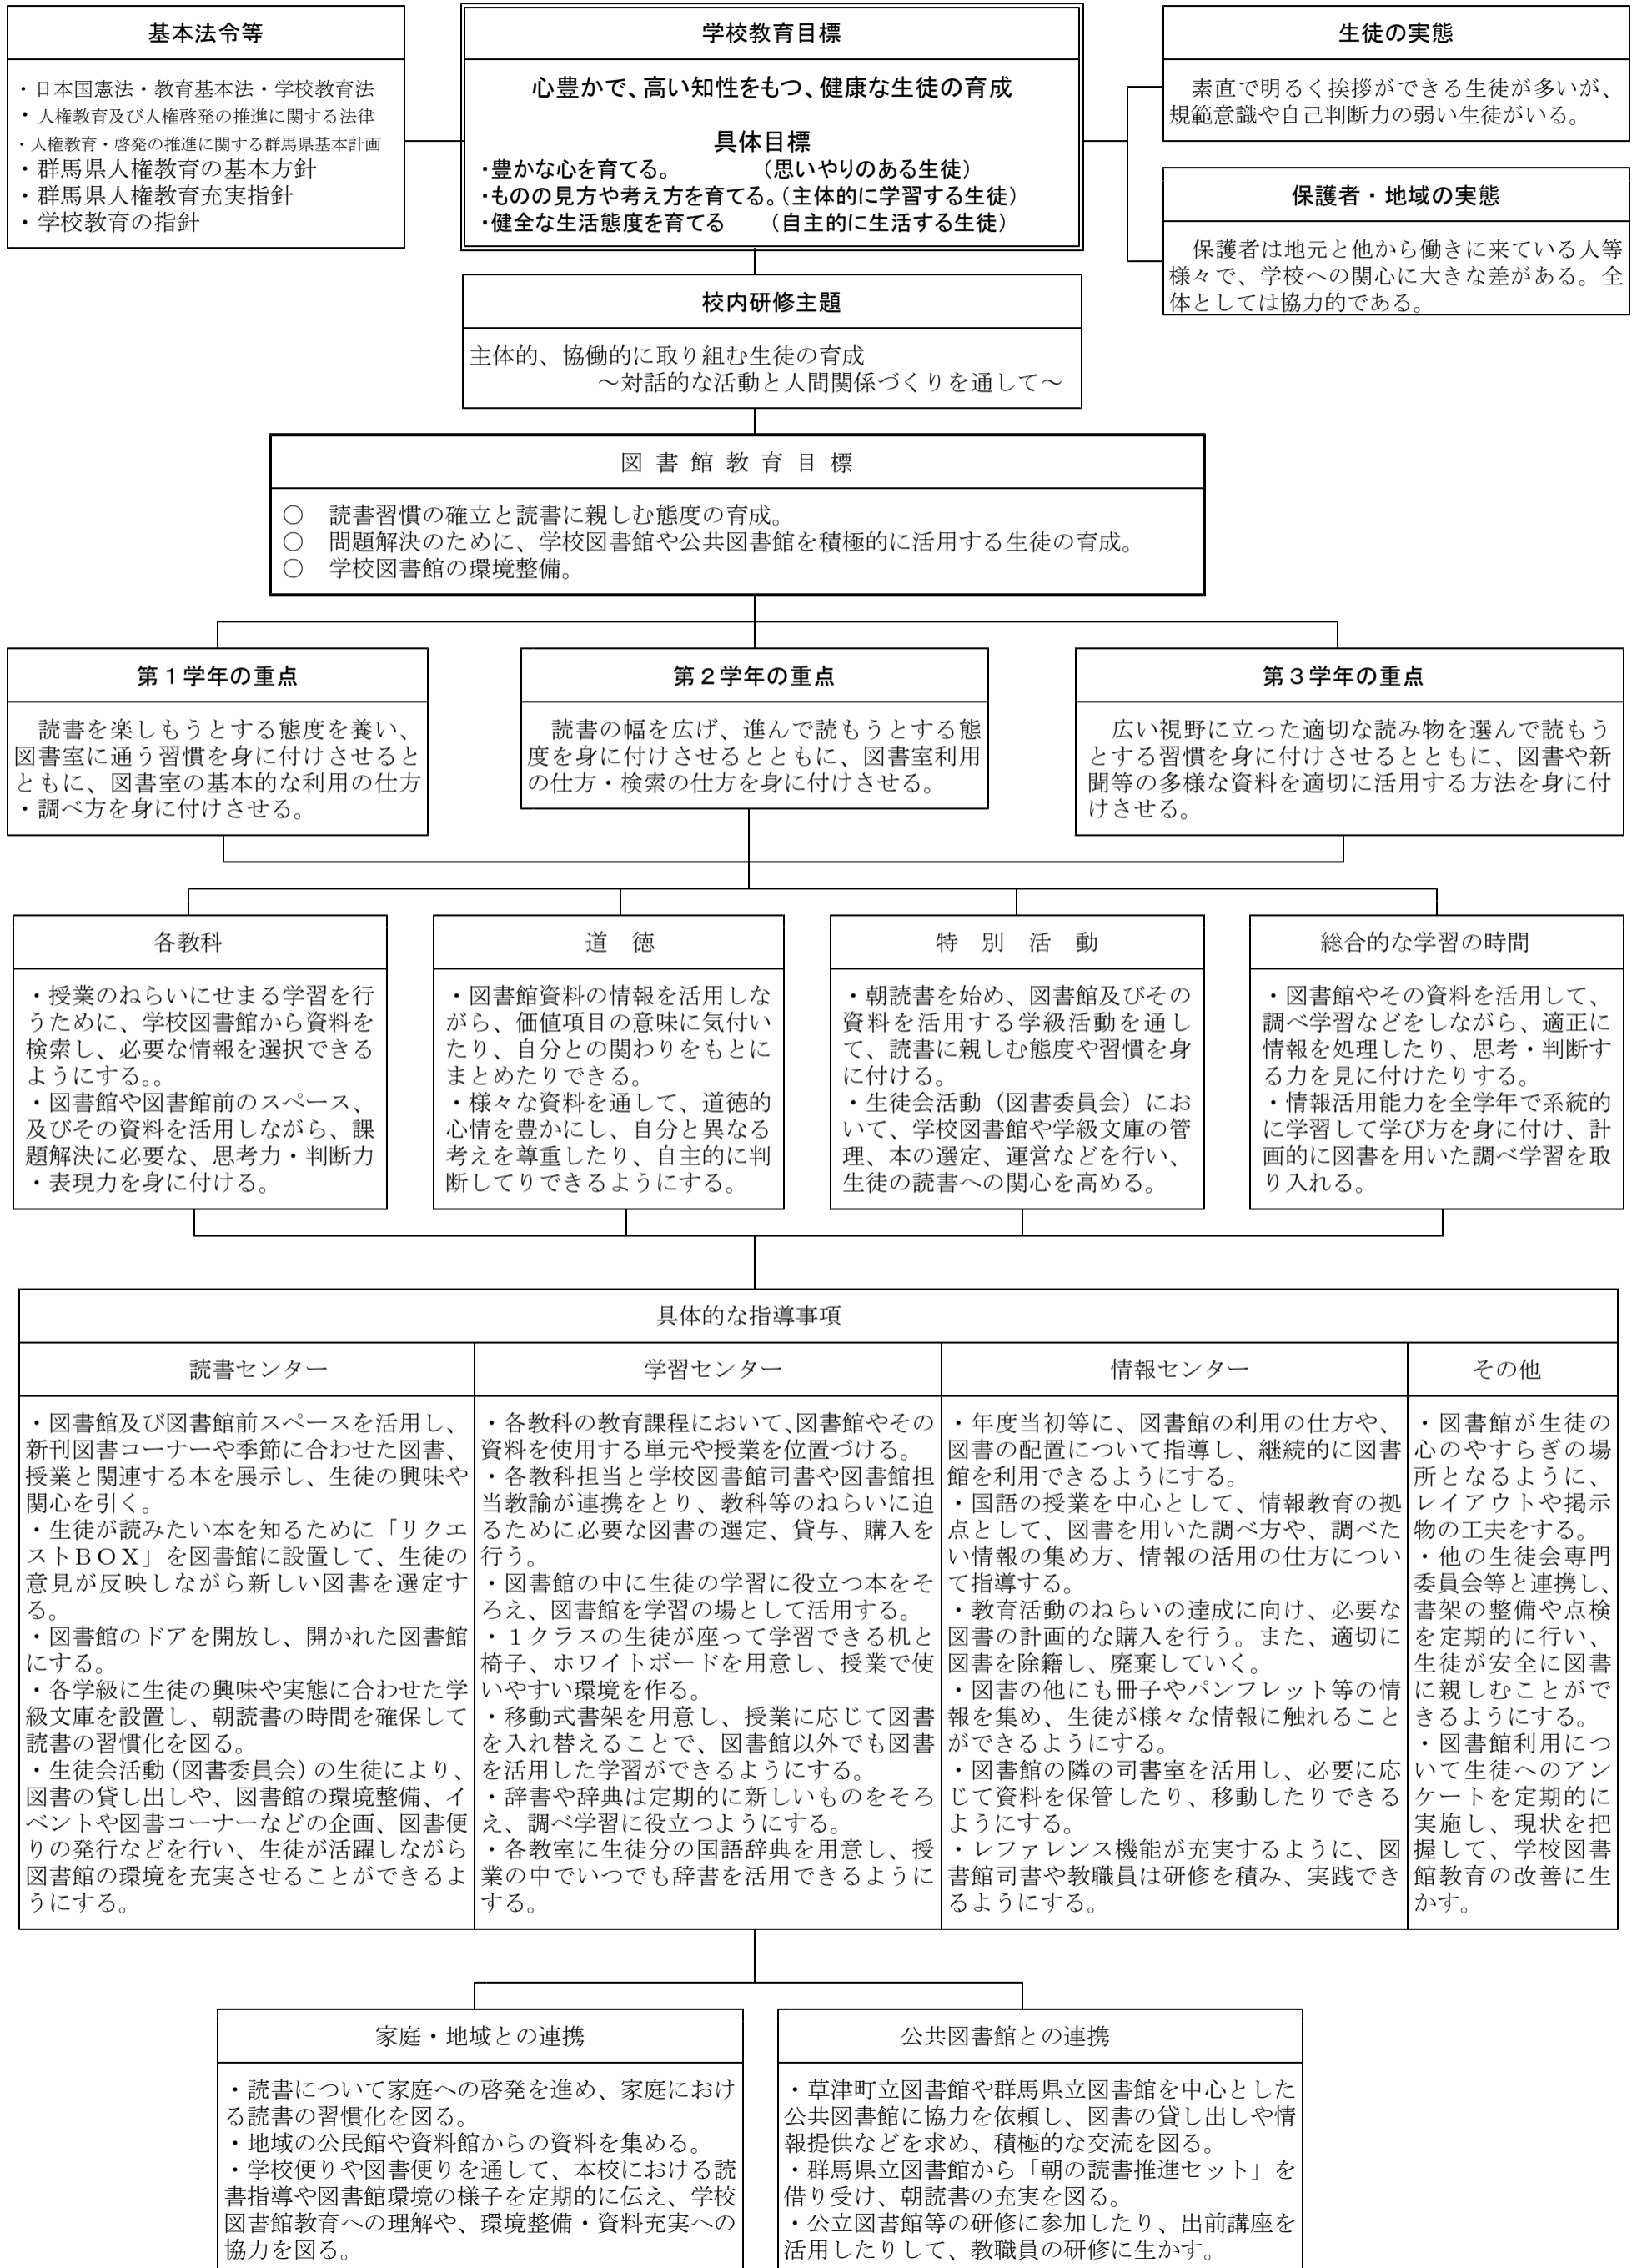 基本法令等
・日本国憲法・教育基本法・学校教育法
・人権教育及び人権啓発の推進に関する法律
・人権教育・啓発の推進に関する群馬県基本計画
・群馬県人権教育の基本方針
・群馬県人権教育充実指針
・学校教育の指針
学校教育目標
心豊かで、高い知性をもつ、健康な生徒の育成
具体目標
・豊かな心を育てる。　　　　（思いやりのある生徒）
・ものの見方や考え方を育てる。（主体的に学習する生徒）
・健全な生活態度を育てる　　（自主的に生活する生徒）
生徒の実態
　素直で明るく挨拶ができる生徒が多いが、
規範意識や自己判断力の弱い生徒がいる。
保護者・地域の実態
　保護者は地元と他から働きに来ている人等
様々で、学校への関心に大きな差がある。全
体としては協力的である。
校内研修主題
主体的、協働的に取り組む生徒の育成
～対話的な活動と人間関係づくりを通して～
図書館教育目標
○　読書習慣の確立と読書に親しむ態度の育成。
○　問題解決のために、学校図書館や公共図書館を積極的に活用する生徒の育成。
○　学校図書館の環境整備。
第１学年の重点
　読書を楽しもうとする態度を養い、
図書室に通う習慣を身に付けさせると
ともに、図書室の基本的な利用の仕方
・調べ方を身に付けさせる。
第２学年の重点
　読書の幅を広げ、進んで読もうとする態
度を身に付けさせるとともに、図書室利用
の仕方・検索の仕方を身に付けさせる。
第３学年の重点
　広い視野に立った適切な読み物を選んで読もう
とする習慣を身に付けさせるとともに、図書や新
聞等の多様な資料を適切に活用する方法を身に付
けさせる。
各教科
・授業のねらいにせまる学習を行
うために、学校図書館から資料を
検索し、必要な情報を選択できる
ようにする。。
・図書館や図書館前のスペース、
及びその資料を活用しながら、課
題解決に必要な、思考力・判断力
・表現力を身に付ける。
道　徳
・図書館資料の情報を活用しな
がら、価値項目の意味に気付い
たり、自分との関わりをもとに
まとめたりできる。
・様々な資料を通して、道徳的
心情を豊かにし、自分と異なる
考えを尊重したり、自主的に判
断してりできるようにする。
特　別　活　動
・朝読書を始め、図書館及びその
資料を活用する学級活動を通し
て、読書に親しむ態度や習慣を身
に付ける。
・生徒会活動（図書委員会）にお
いて、学校図書館や学級文庫の管
理、本の選定、運営などを行い、
生徒の読書への関心を高める。
総合的な学習の時間
・図書館やその資料を活用して、
調べ学習などをしながら、適正に
情報を処理したり、思考・判断す
る力を見に付けたりする。
・情報活用能力を全学年で系統的
に学習して学び方を身に付け、計
画的に図書を用いた調べ学習を取
り入れる。
具体的な指導事項
読書センター
・図書館及び図書館前スペースを活用し、
新刊図書コーナーや季節に合わせた図書、
授業と関連する本を展示し、生徒の興味や
関心を引く。
・生徒が読みたい本を知るために「リクエ
ストＢＯＸ」を図書館に設置して、生徒の
意見が反映しながら新しい図書を選定す
る。
・図書館のドアを開放し、開かれた図書館
にする。
・各学級に生徒の興味や実態に合わせた学
級文庫を設置し、朝読書の時間を確保して
読書の習慣化を図る。
・生徒会活動（図書委員会）の生徒により、
図書の貸し出しや、図書館の環境整備、イ
ベントや図書コーナーなどの企画、図書便
りの発行などを行い、生徒が活躍しながら
図書館の環境を充実させることができるよ
うにする。
学習センター
・各教科の教育課程において、図書館やその
資料を使用する単元や授業を位置づける。
・各教科担当と学校図書館司書や図書館担
当教諭が連携をとり、教科等のねらいに迫
るために必要な図書の選定、貸与、購入を
行う。
・図書館の中に生徒の学習に役立つ本をそ
ろえ、図書館を学習の場として活用する。
・１クラスの生徒が座って学習できる机と
椅子、ホワイトボードを用意し、授業で使
いやすい環境を作る。
・移動式書架を用意し、授業に応じて図書
を入れ替えることで、図書館以外でも図書
を活用した学習ができるようにする。
・辞書や辞典は定期的に新しいものをそろ
え、調べ学習に役立つようにする。
・各教室に生徒分の国語辞典を用意し、授
業の中でいつでも辞書を活用できるように
する。
情報センター
・年度当初等に、図書館の利用の仕方や、
図書の配置について指導し、継続的に図書
館を利用できるようにする。
・国語の授業を中心として、情報教育の拠
点として、図書を用いた調べ方や、調べた
い情報の集め方、情報の活用の仕方につい
て指導する。
・教育活動のねらいの達成に向け、必要な
図書の計画的な購入を行う。また、適切に
図書を除籍し、廃棄していく。
・図書の他にも冊子やパンフレット等の情
報を集め、生徒が様々な情報に触れること
ができるようにする。
・図書館の隣の司書室を活用し、必要に応
じて資料を保管したり、移動したりできる
ようにする。
・レファレンス機能が充実するように、図
書館司書や教職員は研修を積み、実践でき
るようにする。
その他
・図書館が生徒の
心のやすらぎの場
所となるように、
レイアウトや掲示
物の工夫をする。
・他の生徒会専門
委員会等と連携し、
書架の整備や点検
を定期的に行い、
生徒が安全に図書
に親しむことがで
きるようにする。
・図書館利用につ
いて生徒へのアン
ケートを定期的に
実施し、現状を把
握して、学校図書
館教育の改善に生
かす。
家庭・地域との連携
・読書について家庭への啓発を進め、家庭におけ
る読書の習慣化を図る。
・地域の公民館や資料館からの資料を集める。
・学校便りや図書便りを通して、本校における読
書指導や図書館環境の様子を定期的に伝え、学校
図書館教育への理解や、環境整備・資料充実への
協力を図る。
公共図書館との連携
・草津町立図書館や群馬県立図書館を中心とした
公共図書館に協力を依頼し、図書の貸し出しや情
報提供などを求め、積極的な交流を図る。
・群馬県立図書館から「朝の読書推進セット」を
借り受け、朝読書の充実を図る。
・公立図書館等の研修に参加したり、出前講座を
活用したりして、教職員の研修に生かす。